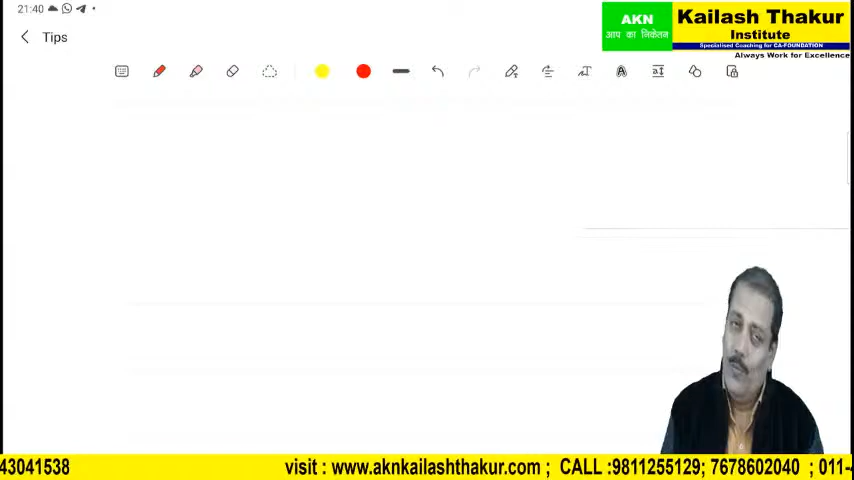 21:40
Tips
AKN
आप का निकेतन
Kailash Thakur
Institute
Specialised Coaching for CA-FOUNDATION
Always Work for Excellence
43041538 visit : www.aknkailashthakur.com ; CALL :9811255129; 7678602040 ; 011-4